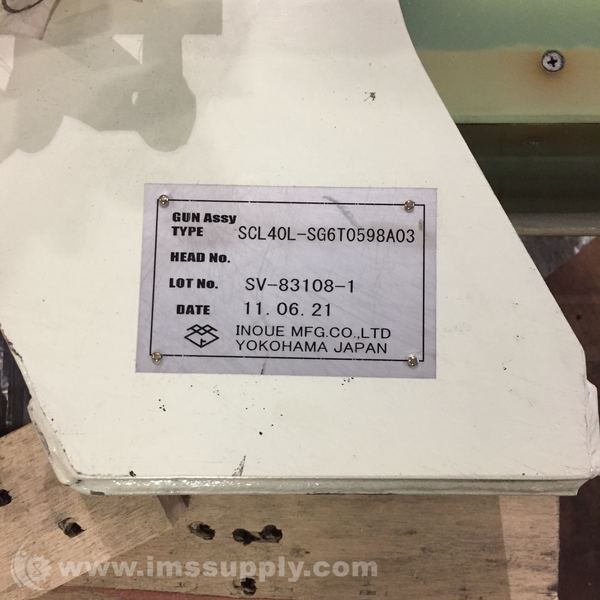 GUN Assy
TYPE SCL40L-SG6T0598A03
HEAD No.
LOT No. SV-83108-1
DATE 11.06.21
INOUE MFG.CO.,LTD
YOKOHAMA JAPAN
www.imssupply.com